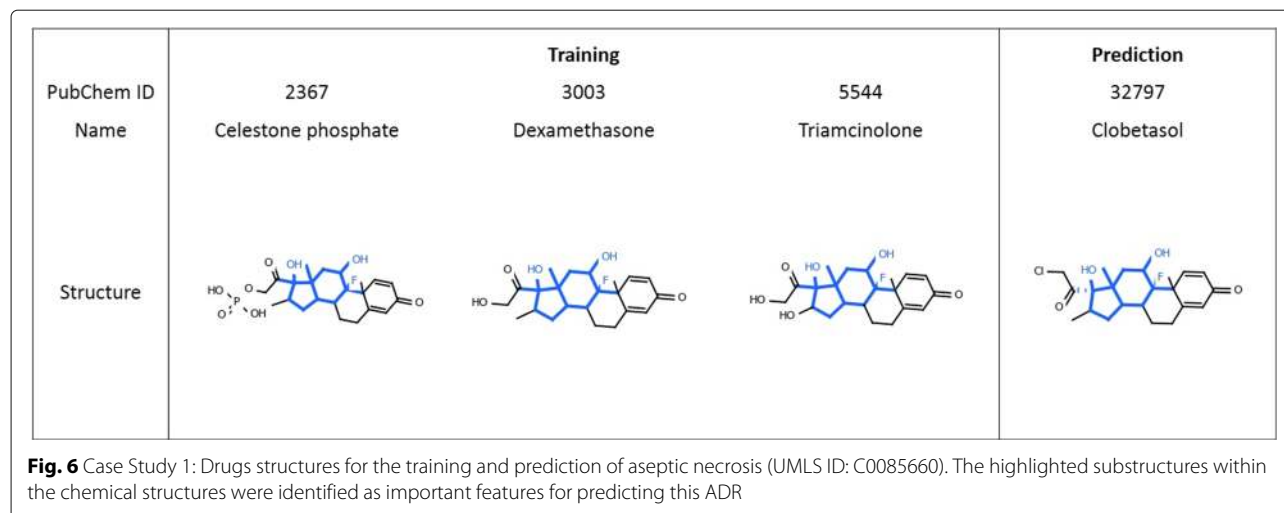 Training Prediction
PubChem ID 2367 3003 5544 32797
Name Celestone phosphate Dexamethasone Triamcinolone Clobetasol
Structure
O OH OH F O HO P O OH O
O HO OH F HO O
O HO OH F HO HO O
Cl HO OH F O O
Fig. 6 Case Study 1: Drugs structures for the training and prediction of aseptic necrosis (UMLS ID: C0085660). The highlighted substructures within
the chemical structures were identified as important features for predicting this ADR